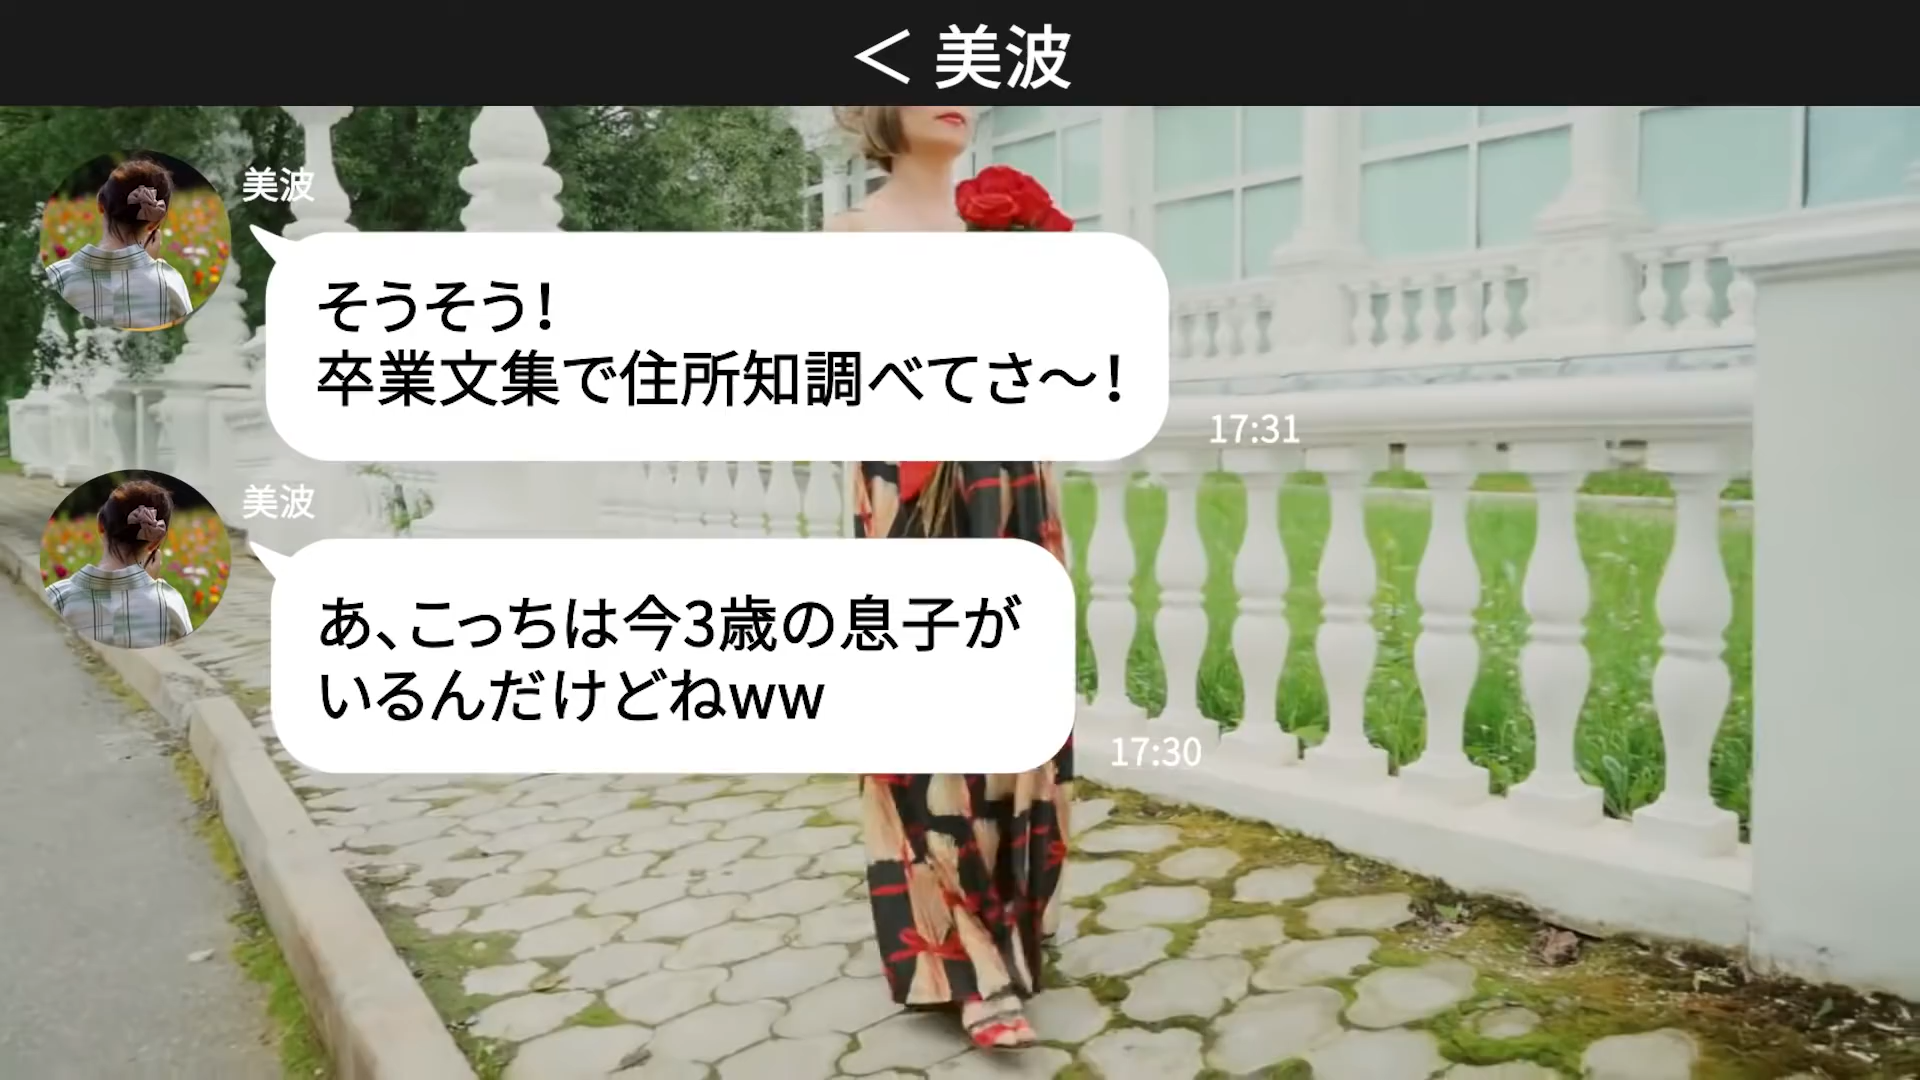 < 美波
美波
そうそう!
卒業文集で住所知調べてさ〜!
17:31
美波
あ、こっちは今3歳の息子が
いるんだけどねww
17:30